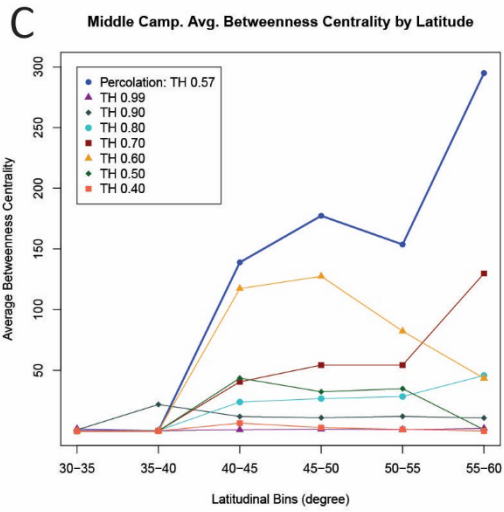 C
Middle Camp. Avg. Betweenness Centrality by Latitude
300
250
200
150
100
50
Average Betweenness Centrality
Percolation: TH 0.57
TH 0.99
TH 0.90
TH 0.80
TH 0.70
TH 0.60
TH 0.50
TH 0.40
30−35 35−40 40−45 45−50 50−55 55−60
Latitudinal Bins (degree)